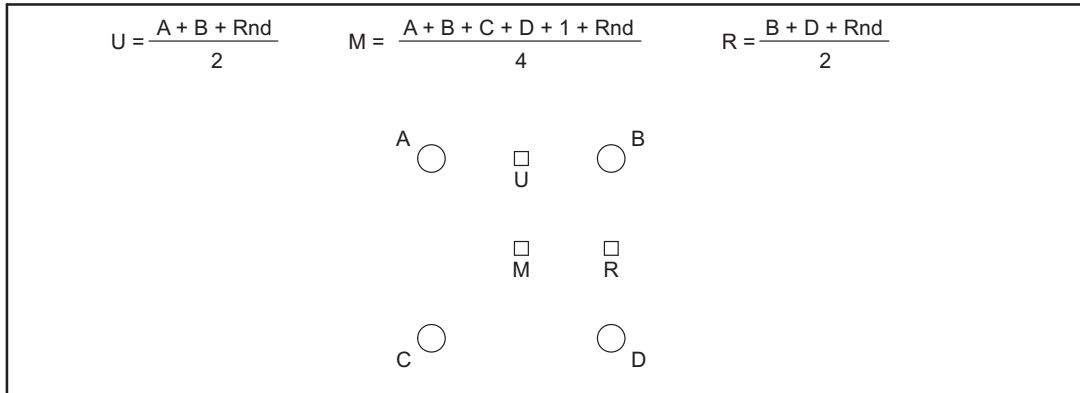 U = A + B + Rnd / 2 M = A + B + C + D + 1 + Rnd / 4 R = B + D + Rnd / 2
A B
U
M R
C D